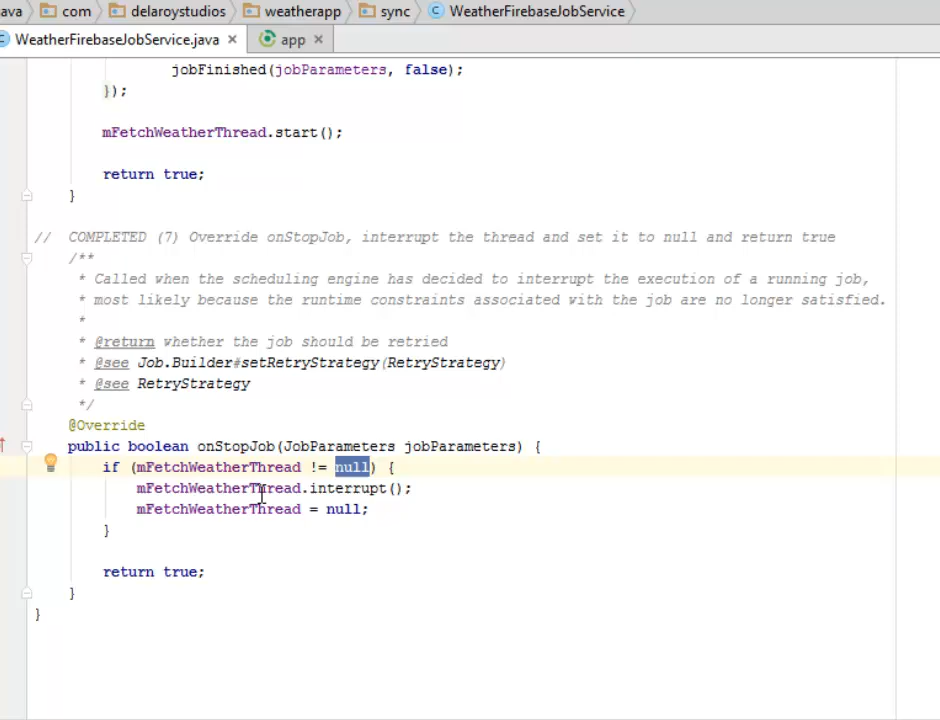 ava com delaroystudios weatherapp sync WeatherFirebaseJobService
WeatherFirebaseJobService.java × app ×
jobFinished(jobParameters, false);
});
mFetchWeatherThread.start();
return true;
}
// COMPLETED (7) Override onStopJob, interrupt the thread and set it to null and return true
/**
* Called when the scheduling engine has decided to interrupt the execution of a running job,
* most likely because the runtime constraints associated with the job are no longer satisfied.
*
* @return whether the job should be retried
* @see Job.Builder#setRetryStrategy(RetryStrategy)
* @see RetryStrategy
*/
@Override
public boolean onStopJob(JobParameters jobParameters) {
if (mFetchWeatherThread != null) {
mFetchWeatherThread.interrupt();
mFetchWeatherThread = null;
}
return true;
}
}